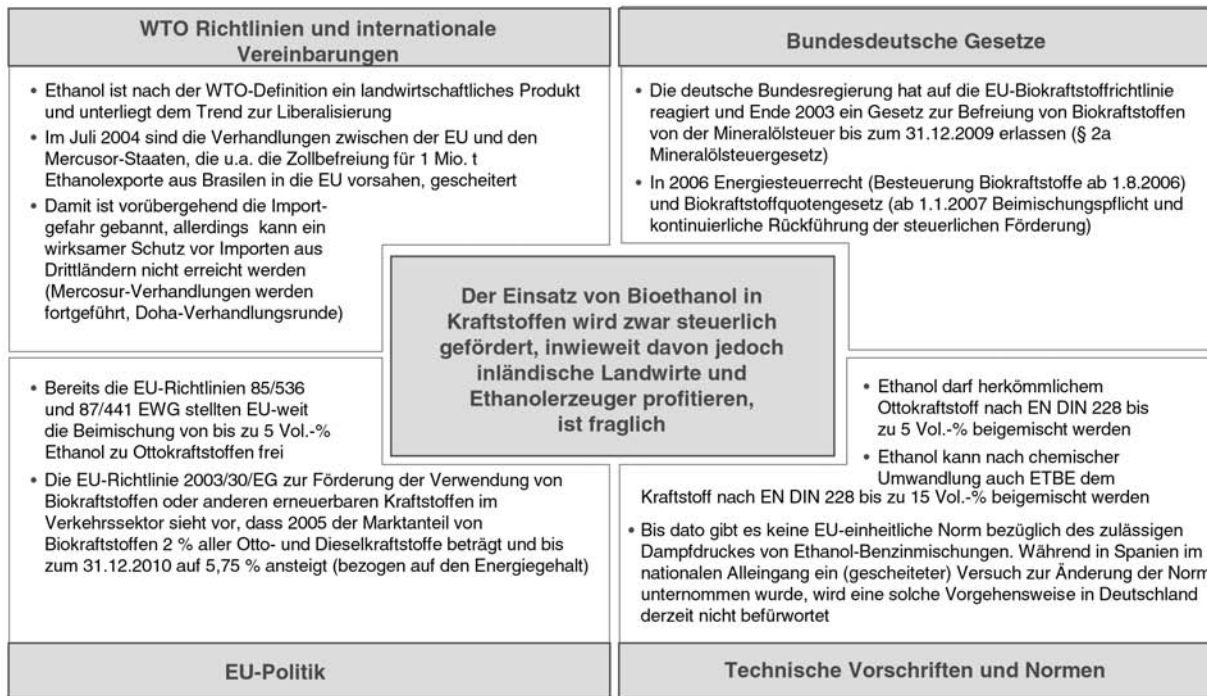 WTO Richtlinien und internationale
Vereinbarungen
• Ethanol ist nach der WTO-Definition ein landwirtschaftliches Produkt
und unterliegt dem Trend zur Liberalisierung
• Im Juli 2004 sind die Verhandlungen zwischen der EU und den
Mercusor-Staaten, die u.a. die Zollbefreiung für 1 Mio. t
Ethanolexporte aus Brasilen in die EU vorsahen, gescheitert
• Damit ist vorübergehend die Import-
gefahr gebannt, allerdings kann ein
wirksamer Schutz vor Importen aus
Drittländern nicht erreicht werden
(Mercosur-Verhandlungen werden
fortgeführt, Doha-Verhandlungsrunde)
Bundesdeutsche Gesetze
• Die deutsche Bundesregierung hat auf die EU-Biokraftstoffrichtlinie
reagiert und Ende 2003 ein Gesetz zur Befreiung von Biokraftstoffen
von der Mineralölsteuer bis zum 31.12.2009 erlassen (§ 2a
Mineralölsteuergesetz)
• In 2006 Energiesteuerrecht (Besteuerung Biokraftstoffe ab 1.8.2006)
und Biokraftstoffquotengesetz (ab 1.1.2007 Beimischungspflicht und
kontinuierliche Rückführung der steuerlichen Förderung)
Der Einsatz von Bioethanol in
Kraftstoffen wird zwar steuerlich
gefördert, inwieweit davon jedoch
inländische Landwirte und
Ethanolerzeuger profitieren,
ist fraglich
• Bereits die EU-Richtlinien 85/536
und 87/441 EWG stellten EU-weit
die Beimischung von bis zu 5 Vol.-%
Ethanol zu Ottokraftstoffen frei
• Die EU-Richtlinie 2003/30/EG zur Förderung der Verwendung von
Biokraftstoffen oder anderen erneuerbaren Kraftstoffen im
Verkehrssektor sieht vor, dass 2005 der Marktanteil von
Biokraftstoffen 2 % aller Otto- und Dieselkraftstoffe beträgt und bis
zum 31.12.2010 auf 5,75 % ansteigt (bezogen auf den Energiegehalt)
EU-Politik
• Ethanol darf herkömmlichem
Ottokraftstoff nach EN DIN 228 bis
zu 5 Vol.-% beigemischt werden
• Ethanol kann nach chemischer
Umwandlung auch ETBE dem
Kraftstoff nach EN DIN 228 bis zu 15 Vol.-% beigemischt werden
• Bis dato gibt es keine EU-einheitliche Norm bezüglich des zulässigen
Dampfdruckes von Ethanol-Benzinmischungen. Während in Spanien im
nationalen Alleingang ein (gescheiteter) Versuch zur Änderung der Norm
unternommen wurde, wird eine solche Vorgehensweise in Deutschland
derzeit nicht befürwortet
Technische Vorschriften und Normen